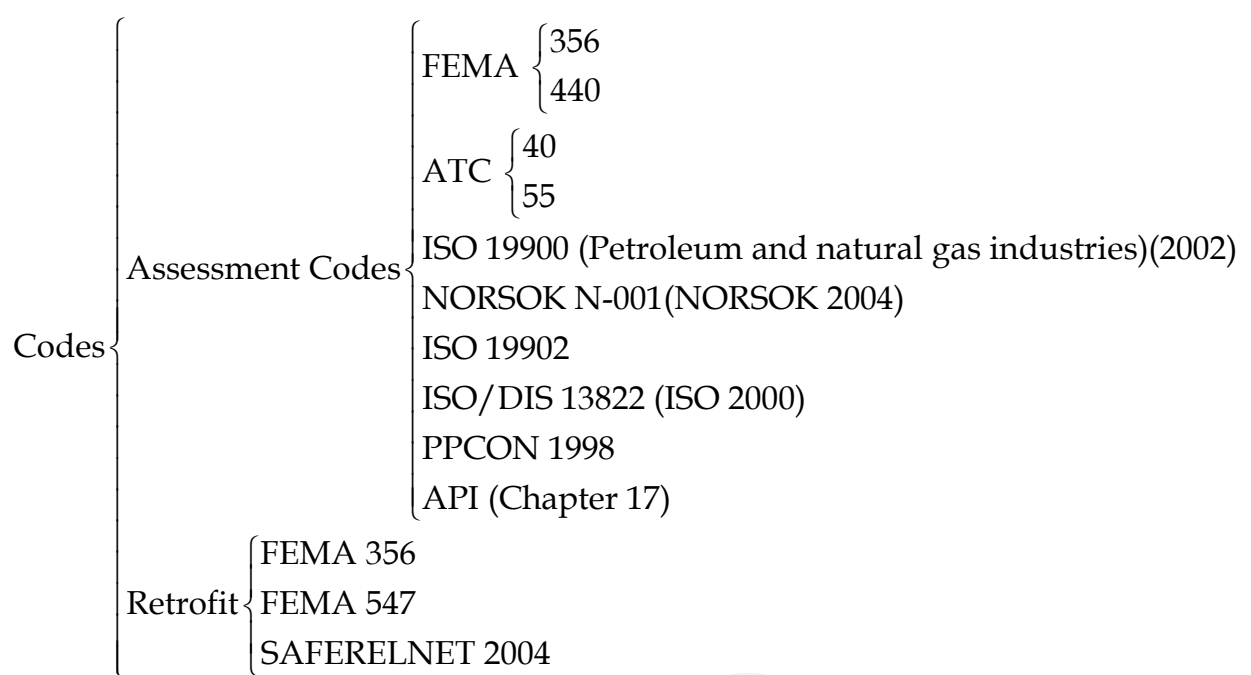 Codes
Assessment Codes
FEMA
356
440
ATC
40
55
ISO 19900 (Petroleum and natural gas industries)(2002)
NORSOK N-001(NORSOK 2004)
ISO 19902
ISO/DIS 13822 (ISO 2000)
PPCON 1998
API (Chapter 17)
Retrofit
FEMA 356
FEMA 547
SAFERELNET 2004